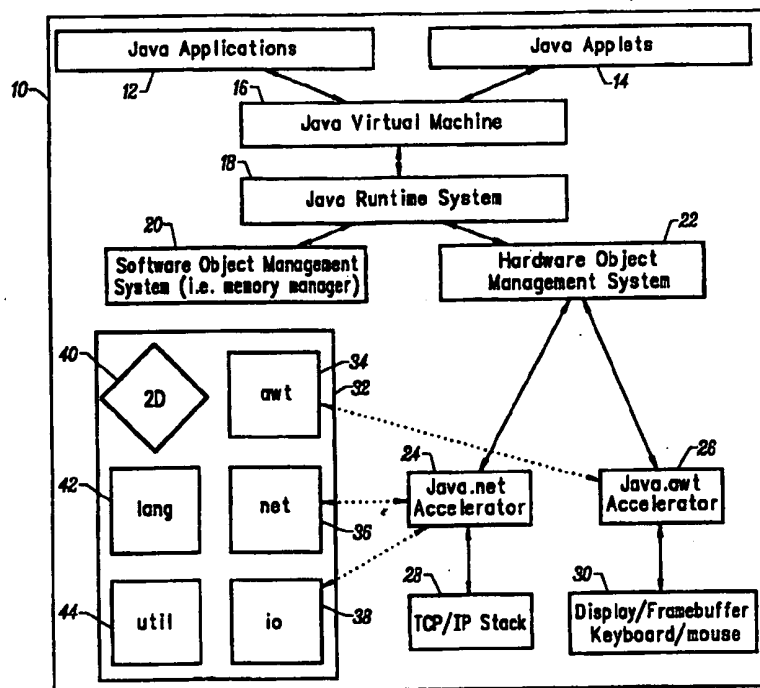 Java Applications
Java Applets
10
12
16
14
Java Virtual Machine
18
Java Runtime System
20
22
Software Object Management
System (i.e. memory manager)
Hardware Object
Management System
40
34
32
2D
awt
24
26
42
lang
net
Java.net
Accelerator
Java.awt
Accelerator
36
28
30
44
util
io
38
TCP/IP Stack
Display/Framebuffer
Keyboard/mouse